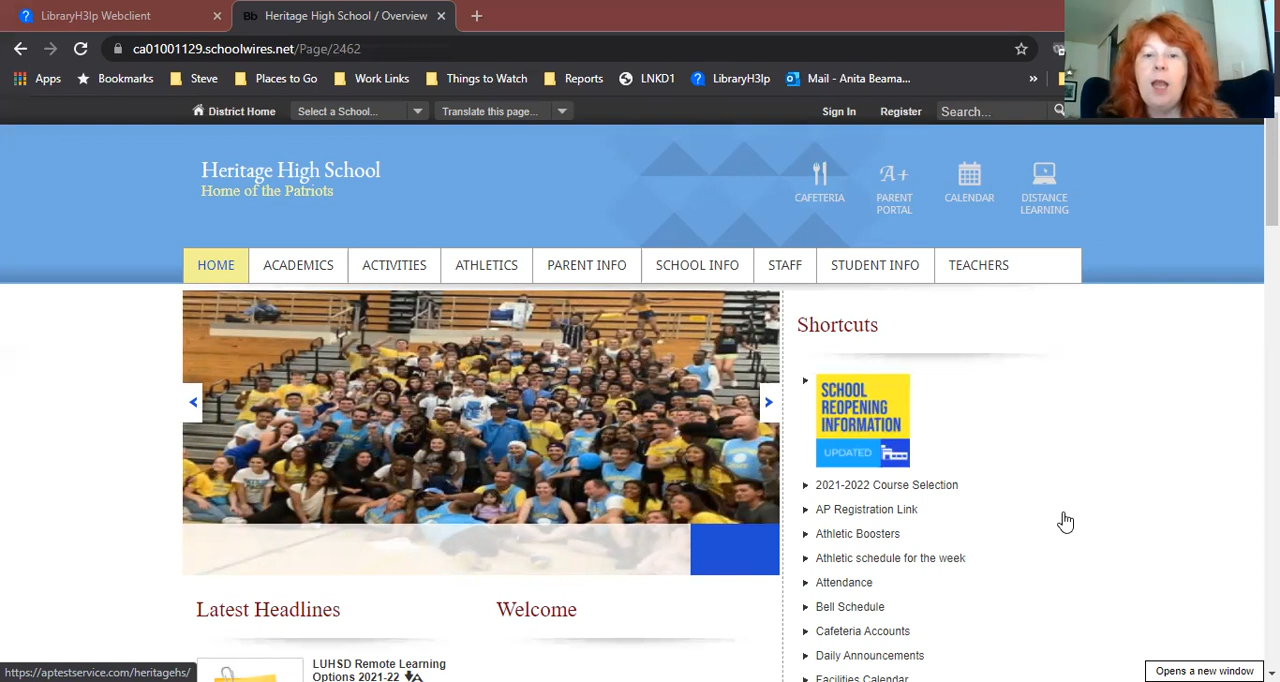 LibraryH3lp Webclient
Bb Heritage High School / Overview
ca01001129.schoolwires.net/Page/2462
Apps Bookmarks Steve Places to Go Work Links Things to Watch Reports LNKD1 LibraryH3lp Mail - Anita Beama... »
District Home Select a School... Translate this page... Sign In Register Search...
Heritage High School
Home of the Patriots
CAFETERIA
A+
PARENT
PORTAL
CALENDAR
DISTANCE
LEARNING
HOME ACADEMICS ACTIVITIES ATHLETICS PARENT INFO SCHOOL INFO STAFF STUDENT INFO TEACHERS
Shortcuts
SCHOOL
REOPENING
INFORMATION
UPDATED
2021-2022 Course Selection
AP Registration Link
Athletic Boosters
Athletic schedule for the week
Attendance
Bell Schedule
Cafeteria Accounts
Daily Announcements
Facilities Calendar
Latest Headlines
LUHSD Remote Learning
Options 2021-22
Welcome
https://aptestservice.com/heritagehs/
Opens a new window